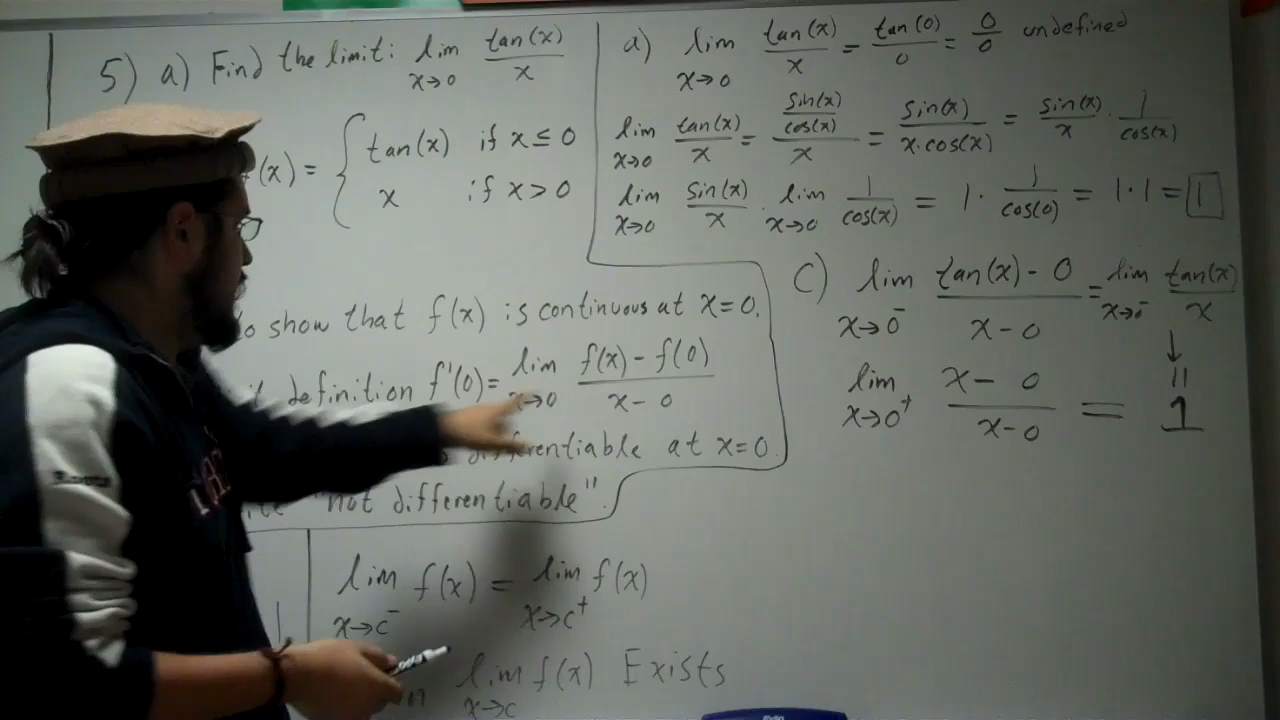 5) a) Find the limit: lim x→0 tan(x)/x
(x) = { tan(x) if x ≤ 0
x if x > 0
show that f(x) is continuous at x=0.
definition f'(0) = lim x→0 (f(x) - f(0))/(x - 0)
differentiable at x=0.
"not differentiable".
lim x→c⁻ f(x) = lim x→c⁺ f(x)
lim x→c f(x) Exists
a) lim x→0 tan(x)/x = tan(0)/0 = 0/0 undefined
lim x→0 tan(x)/x = (sin(x)/cos(x))/x = sin(x)/(x·cos(x)) = sin(x)/x · 1/cos(x)
lim x→0 sin(x)/x · lim x→0 1/cos(x) = 1 · 1/cos(0) = 1·1 = 1
C) lim x→0⁻ (tan(x) - 0)/(x - 0) = lim x→0⁻ tan(x)/x
↓ =
lim x→0⁺ (x - 0)/(x - 0) = 1